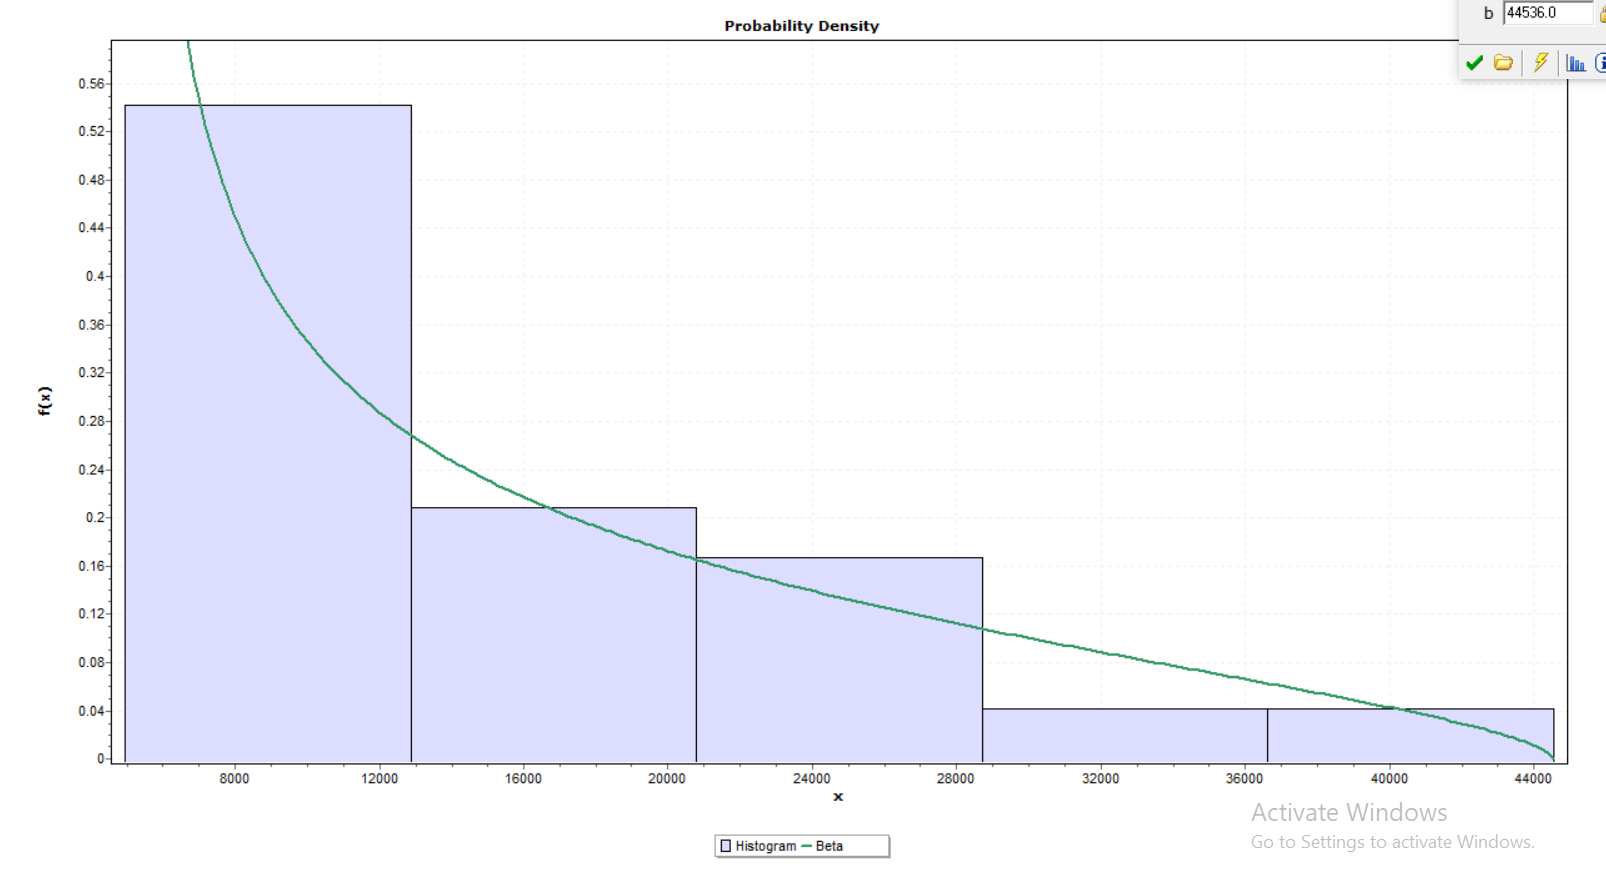 b 44536.0
Probability Density
0.56
0.52
0.48
0.44
0.4
0.36
0.32
0.28
0.24
0.2
0.16
0.12
0.08
0.04
0
f(x)
8000 12000 16000 20000 24000 28000 32000 36000 40000 44000
x
Histogram Beta
Activate Windows
Go to Settings to activate Windows.